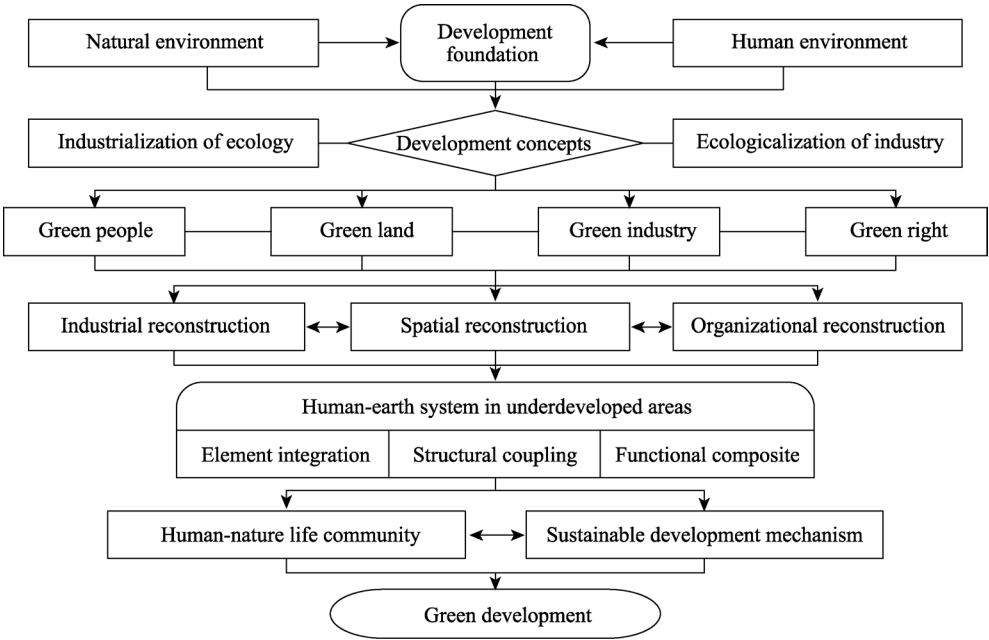 Natural environment
Development
foundation
Human environment
Industrialization of ecology
Development concepts
Ecologicalization of industry
Green people
Green land
Green industry
Green right
Industrial reconstruction
Spatial reconstruction
Organizational reconstruction
Human-earth system in underdeveloped areas
Element integration
Structural coupling
Functional composite
Human-nature life community
Sustainable development mechanism
Green development